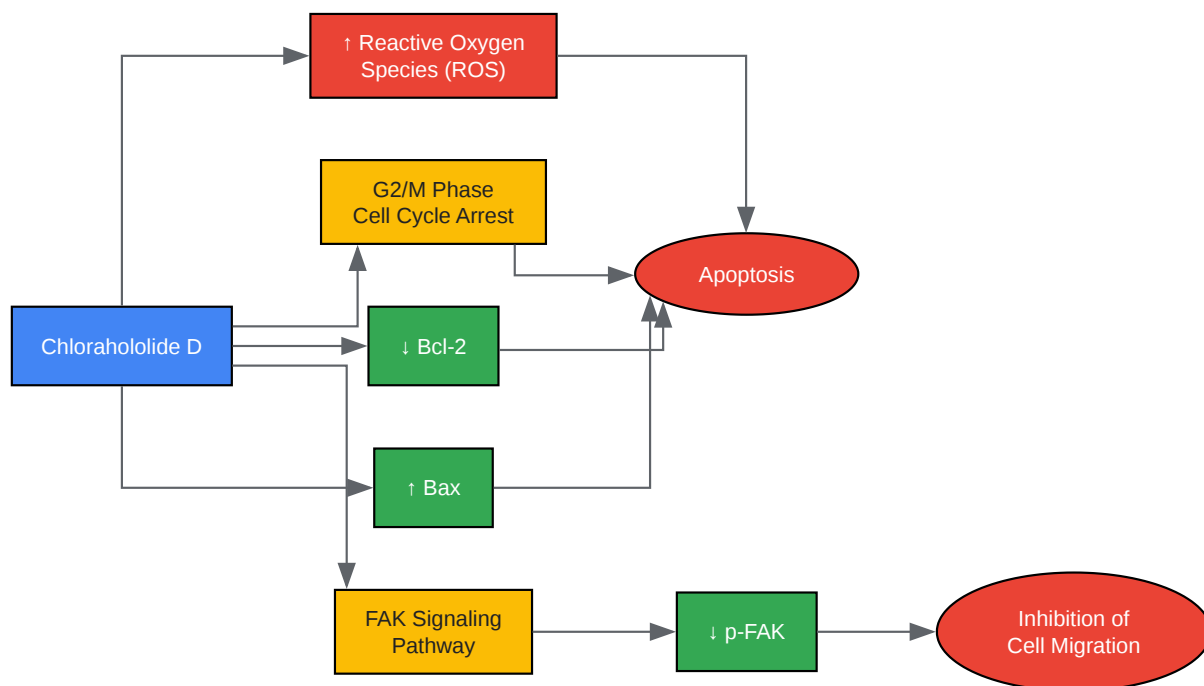 ↑ Reactive Oxygen
Species (ROS)
G2/M Phase
Cell Cycle Arrest
Apoptosis
Chlorahololide D
↓ Bcl-2
↑ Bax
FAK Signaling
Pathway
↓ p-FAK
Inhibition of
Cell Migration